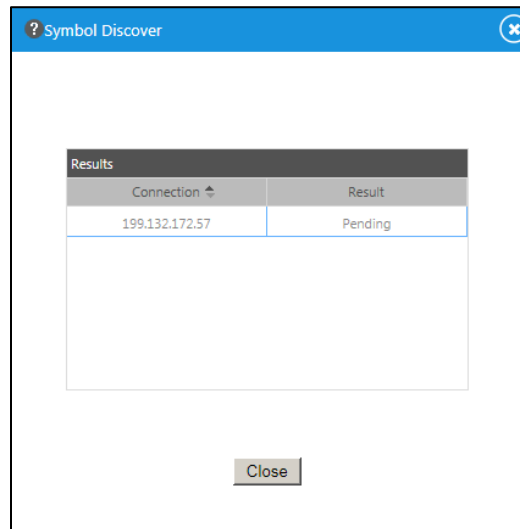 ? Symbol Discover
Results
Connection Result
199.132.172.57 Pending
Close